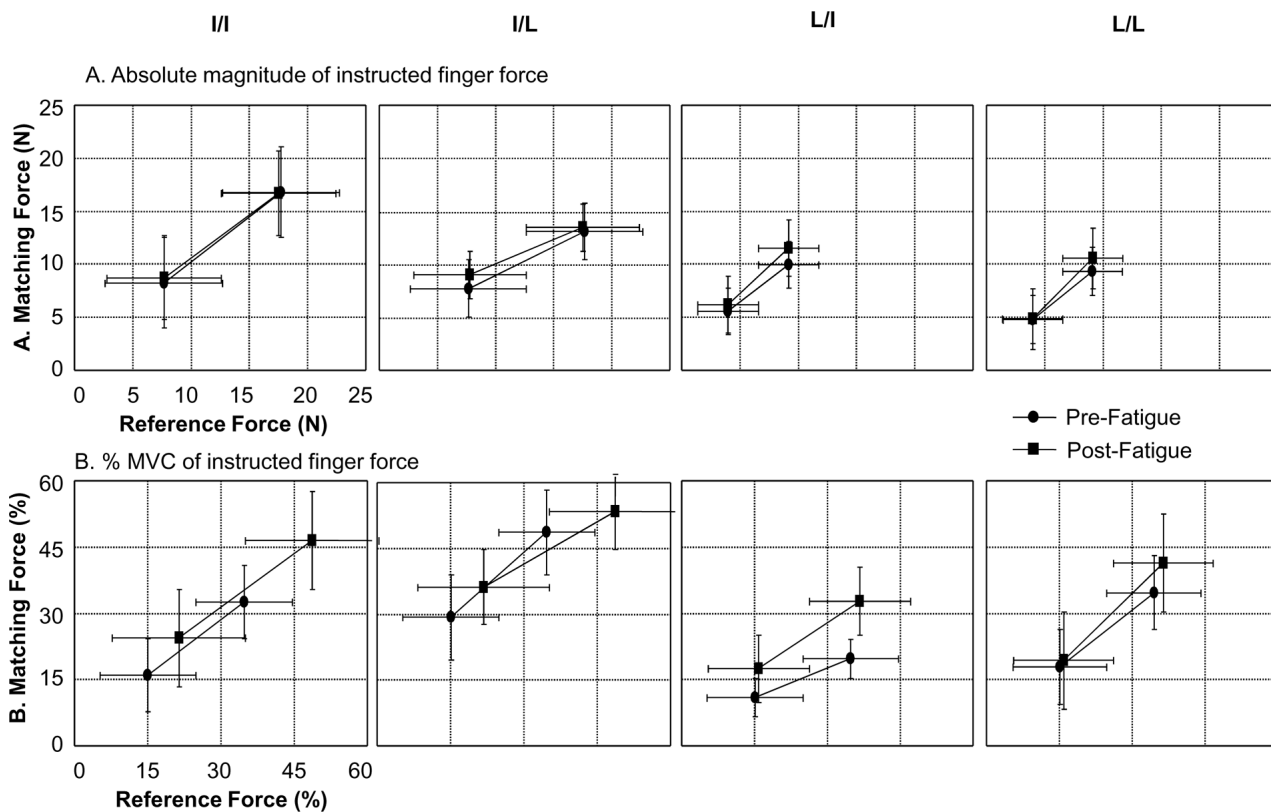 I/I I/L L/I L/L
A. Absolute magnitude of instructed finger force
A. Matching Force (N)
25
20
15
10
5
0
0 5 10 15 20 25
Reference Force (N)
Pre-Fatigue
Post-Fatigue
B. % MVC of instructed finger force
B. Matching Force (%)
60
45
30
15
0
0 15 30 45 60
Reference Force (%)